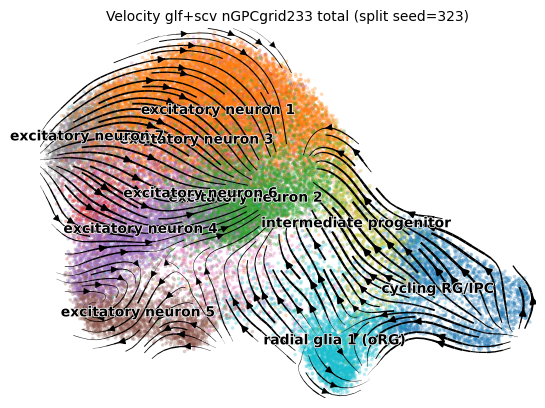 Velocity glf+scv nGPCgrid233 total (split seed=323)
excitatory neuron 1
excitatory neuron 7
excitatory neuron 3
excitatory neuron 6
excitatory neuron 2
intermediate progenitor
excitatory neuron 4
cycling RG/IPC
excitatory neuron 5
radial glia 1 (oRG)